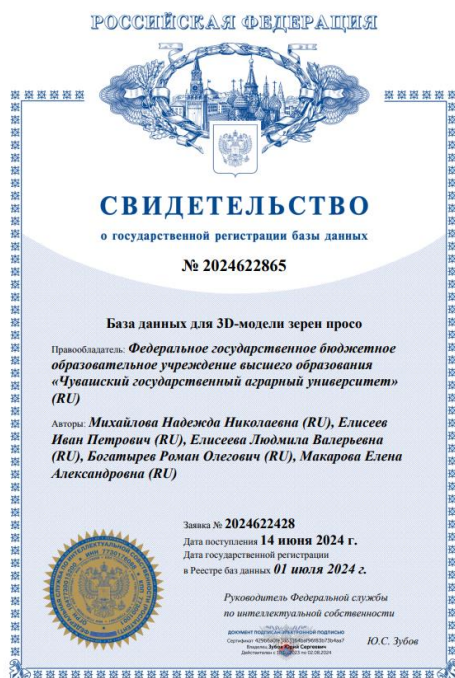 РОССИЙСКАЯ ФЕДЕРАЦИЯ
СВИДЕТЕЛЬСТВО
о государственной регистрации базы данных
№ 2024622865
База данных для 3D-модели зерен просо
Правообладатель: Федеральное государственное бюджетное
образовательное учреждение высшего образования
«Чувашский государственный аграрный университет»
(RU)
Авторы: Михайлова Надежда Николаевна (RU), Елисеев
Иван Петрович (RU), Елисеева Людмила Валерьевна
(RU), Богатырев Роман Олегович (RU), Макарова Елена
Александровна (RU)
Заявка № 2024622428
Дата поступления 14 июня 2024 г.
Дата государственной регистрации
в Реестре баз данных 01 июля 2024 г.
Руководитель Федеральной службы
по интеллектуальной собственности
ДОКУМЕНТ ПОДПИСАН ЭЛЕКТРОННОЙ ПОДПИСЬЮ
Сертификат
Владелец Зубов Юрий Сергеевич
Ю.С. Зубов